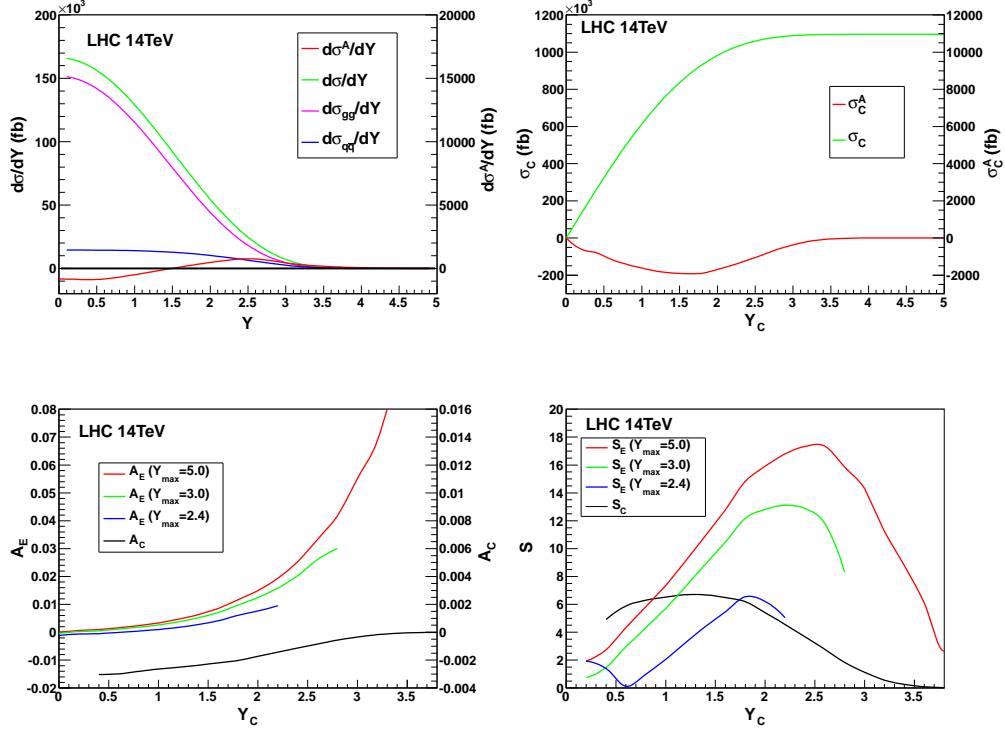 ×10³
200
150
100
50
0
20000
15000
10000
5000
0
0 0.5 1 1.5 2 2.5 3 3.5 4 4.5 5
Y
dσ/dY (fb)
dσᴬ/dY (fb)
LHC 14TeV
dσᴬ/dY
dσ/dY
dσ_gg/dY
dσ_qq̄/dY
×10³
1200
1000
800
600
400
200
0
-200
12000
10000
8000
6000
4000
2000
0
-2000
0 0.5 1 1.5 2 2.5 3 3.5 4 4.5 5
Y_C
σ_C (fb)
σ_C^A (fb)
LHC 14TeV
σ_C^A
σ_C
0.08
0.07
0.06
0.05
0.04
0.03
0.02
0.01
0
-0.01
-0.02
0.016
0.014
0.012
0.01
0.008
0.006
0.004
0.002
0
-0.002
-0.004
0 0.5 1 1.5 2 2.5 3 3.5
Y_C
A_E
A_C
LHC 14TeV
A_E (Y_max=5.0)
A_E (Y_max=3.0)
A_E (Y_max=2.4)
A_C
20
18
16
14
12
10
8
6
4
2
0
0 0.5 1 1.5 2 2.5 3 3.5
Y_C
S
LHC 14TeV
S_E (Y_max=5.0)
S_E (Y_max=3.0)
S_E (Y_max=2.4)
S_C